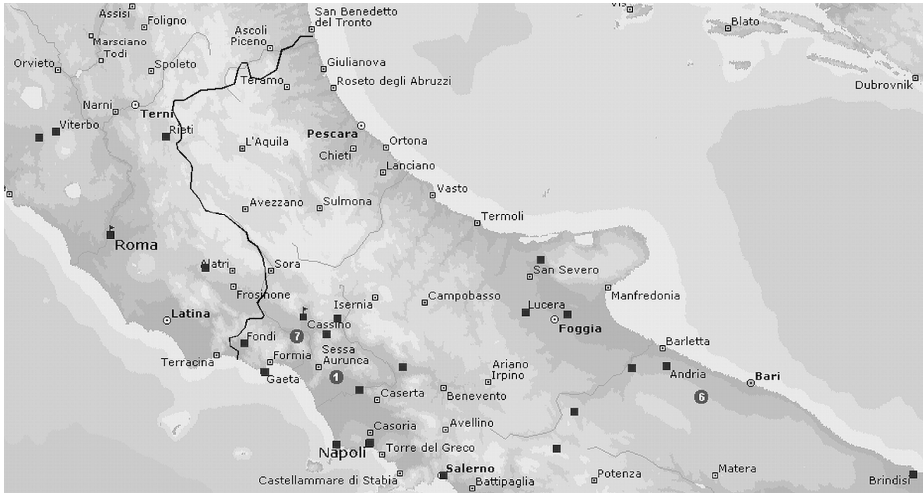 Assisi
Foligno
San Benedetto
del Tronto
Vis
Blato
Ascoli
Piceno
Marsciano
Todi
Orvieto
Spoleto
Giulianova
Teramo
Roseto degli Abruzzi
Dubrovnik
Narni
Terni
Viterbo
Rieti
Pescara
L'Aquila
Ortona
Chieti
Lanciano
Vasto
Avezzano
Sulmona
Termoli
Roma
Alatri
Sora
San Severo
Frosinone
Manfredonia
Isernia
Campobasso
Lucera
Latina
Cassino
Foggia
7
Fondi
Sessa
Aurunca
Barletta
Terracina
Formia
Ariano
Irpino
Andria
Bari
Gaeta
1
Caserta
Benevento
6
Casoria
Avellino
Napoli
Torre del Greco
Salerno
Matera
Castellammare di Stabia
Battipaglia
Potenza
Brindisi